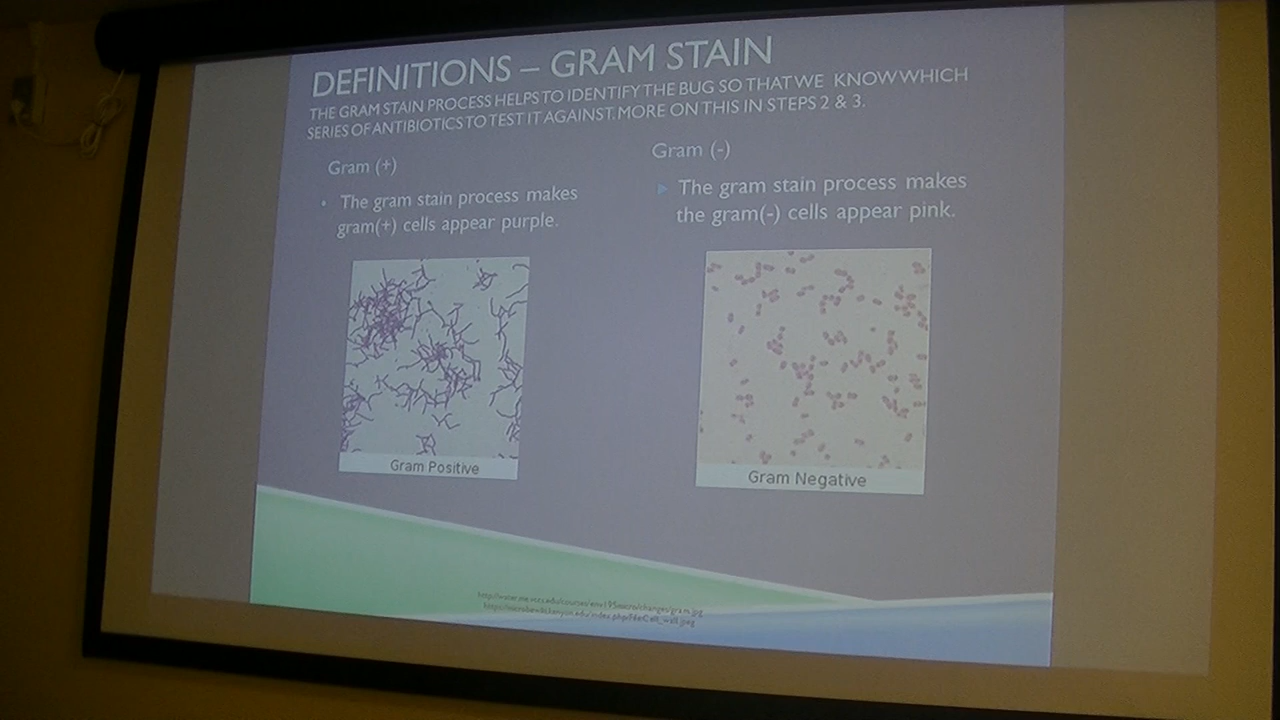 DEFINITIONS – GRAM STAIN
THE GRAM STAIN PROCESS HELPS TO IDENTIFY THE BUG SO THAT WE KNOW WHICH
SERIES OF ANTIBIOTICS TO TEST IT AGAINST. MORE ON THIS IN STEPS 2 & 3.
Gram (+)
• The gram stain process makes
gram(+) cells appear purple.
Gram (-)
The gram stain process makes
the gram(-) cells appear pink.
Gram Positive
Gram Negative